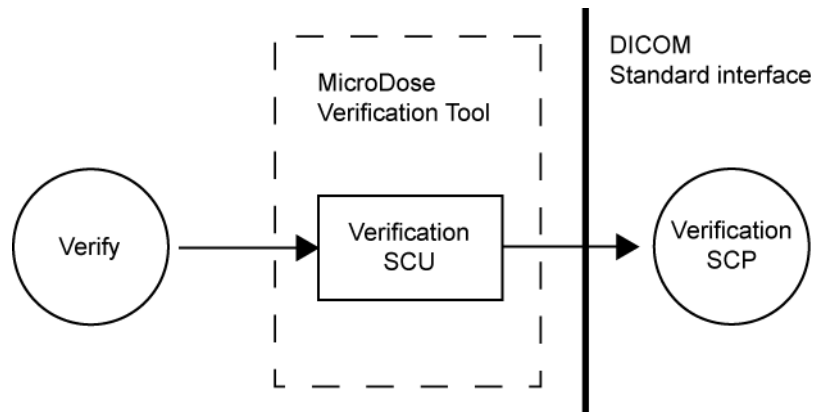 MicroDose
Verification Tool
DICOM
Standard interface
Verify
Verification
SCU
Verification
SCP